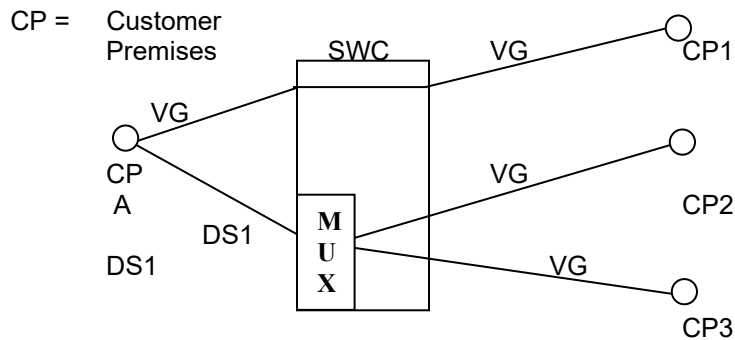 CP = Customer
Premises
SWC
VG
CP1
VG
CP
A
VG
CP2
DS1
M
U
X
DS1
VG
CP3